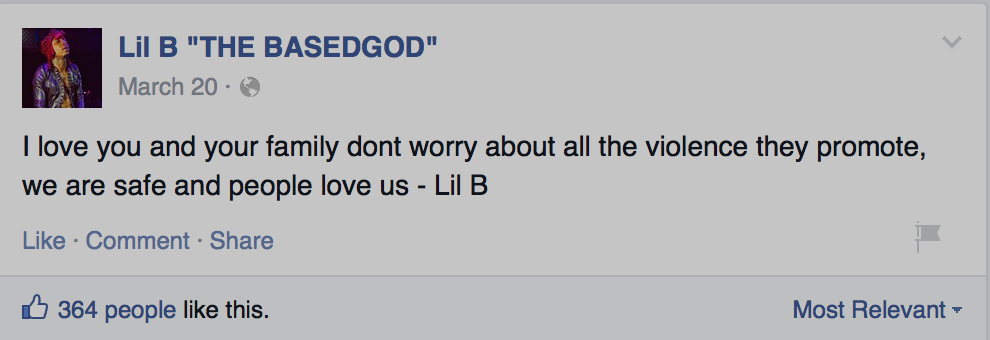 Lil B "THE BASEDGOD"
March 20 ·
I love you and your family dont worry about all the violence they promote,
we are safe and people love us - Lil B
Like · Comment · Share
364 people like this.
Most Relevant